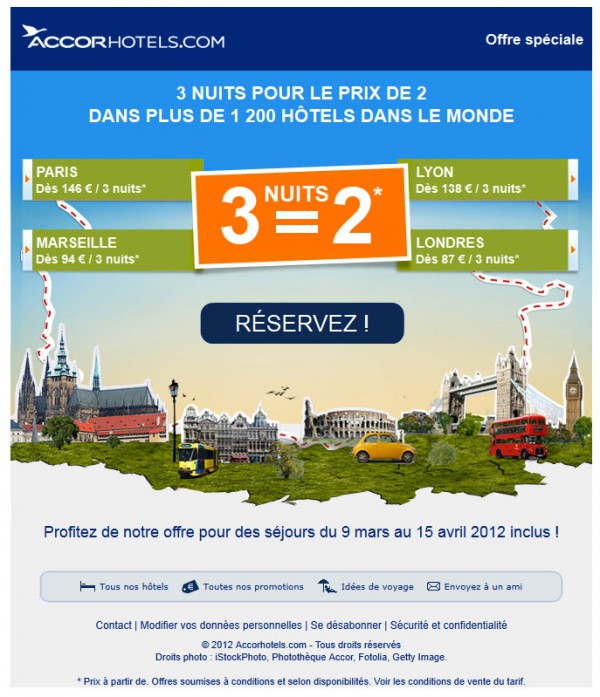 ACCORHOTELS.COM
Offre spéciale
3 NUITS POUR LE PRIX DE 2
DANS PLUS DE 1 200 HÔTELS DANS LE MONDE
PARIS
Dès 146 € / 3 nuits*
MARSEILLE
Dès 94 € / 3 nuits*
3 NUITS = 2*
LYON
Dès 138 € / 3 nuits*
LONDRES
Dès 87 € / 3 nuits*
RÉSERVEZ !
Profitez de notre offre pour des séjours du 9 mars au 15 avril 2012 inclus !
Tous nos hôtels Toutes nos promotions Idées de voyage Envoyez à un ami
Contact | Modifier vos données personnelles | Se désabonner | Sécurité et confidentialité
© 2012 Accorhotels.com - Tous droits réservés
Droits photo : iStockPhoto, Photothèque Accor, Fotolia, Getty Image.
* Prix à partir de. Offres soumises à conditions et selon disponibilités. Voir les conditions de vente du tarif.